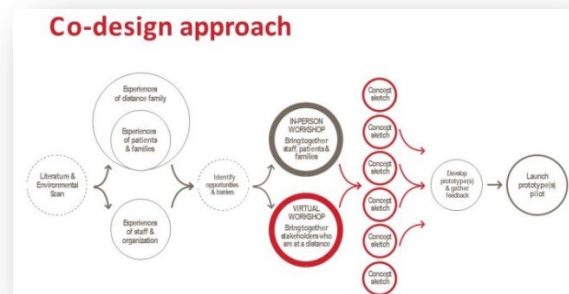 Co-design approach
Literature &
Environmental
Scan
Experiences
of distance family
Experiences
of patients
& families
Experiences
of staff &
organization
Identify
opportunities
& barriers
IN-PERSON
WORKSHOP
Bring together
staff, patients &
families
VIRTUAL
WORKSHOP
Bring together
stakeholders who
are at a distance
Concept
sketch
Concept
sketch
Concept
sketch
Concept
sketch
Concept
sketch
Concept
sketch
Concept
sketch
Develop
prototype(s)
& gather
feedback
Launch
prototype(s)
pilot